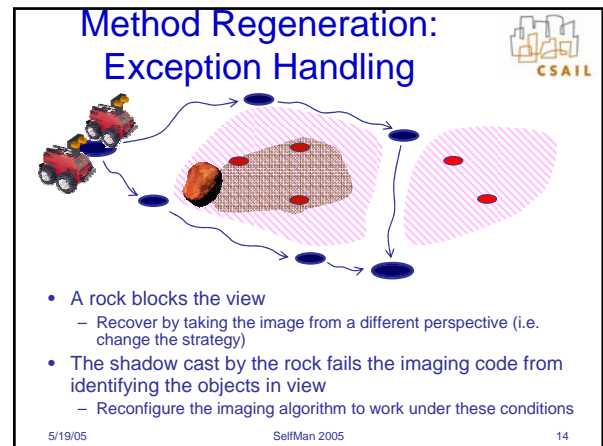 Method Regeneration:
Exception Handling
CSAIL
• A rock blocks the view
– Recover by taking the image from a different perspective (i.e.
change the strategy)
• The shadow cast by the rock fails the imaging code from
identifying the objects in view
– Reconfigure the imaging algorithm to work under these conditions
5/19/05 SelfMan 2005 14